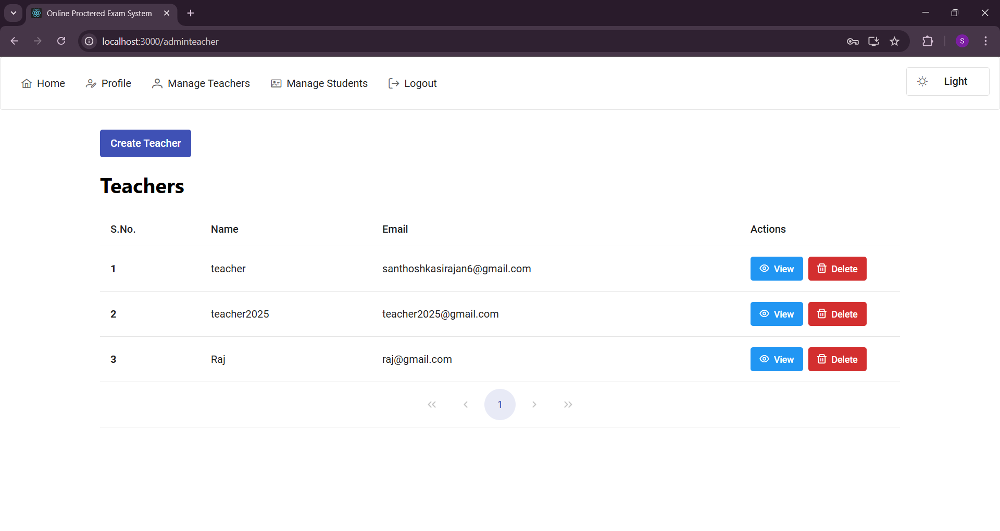 Online Proctered Exam System
localhost:3000/adminteacher
S
Home Profile Manage Teachers Manage Students Logout Light
Create Teacher
Teachers
S.No. Name Email Actions
1 teacher santhoshkasirajan6@gmail.com View Delete
2 teacher2025 teacher2025@gmail.com View Delete
3 Raj raj@gmail.com View Delete
1